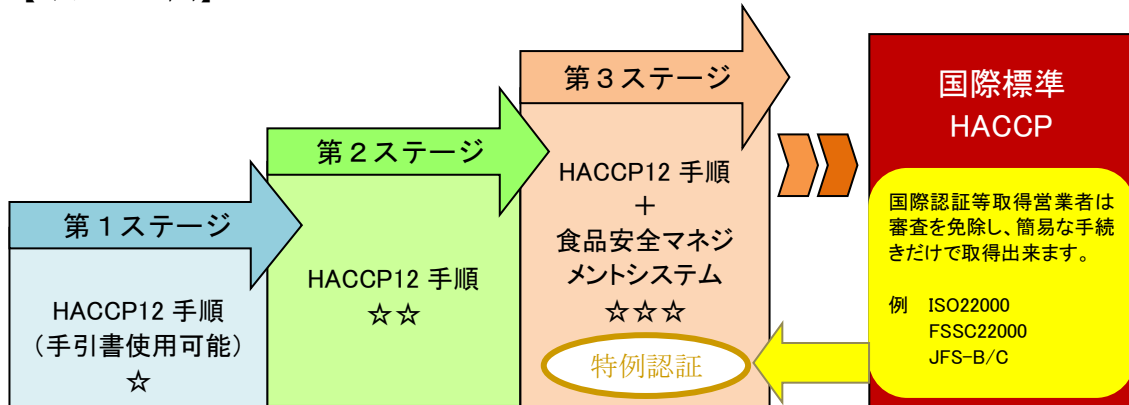 第1ステージ
HACCP12 手順
(手引書使用可能)
☆
第2ステージ
HACCP12 手順
☆☆
第3ステージ
HACCP12 手順
+
食品安全マネジ
メントシステム
☆☆☆
特例認証
国際標準
HACCP
国際認証等取得営業者は
審査を免除し、簡易な手続
きだけで取得出来ます。
例 ISO22000
FSSC22000
JFS-B/C